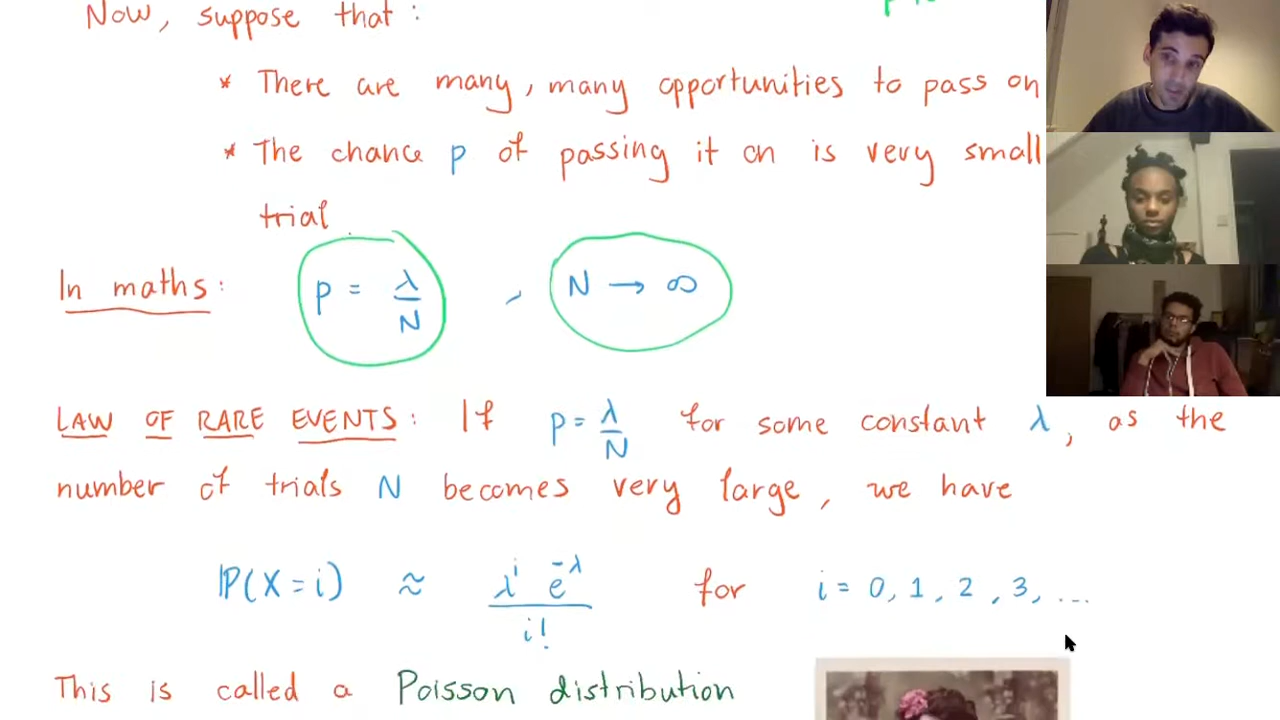 Now, suppose that :
* There are many, many opportunities to pass on
* The chance p of passing it on is very small
trial
In maths: p = λ/N , N → ∞
LAW OF RARE EVENTS: If p = λ/N for some constant λ, as the
number of trials N becomes very large, we have
P(X=i) ≈ λ^i e^-λ / i! for i = 0, 1, 2, 3, ...
This is called a Poisson distribution